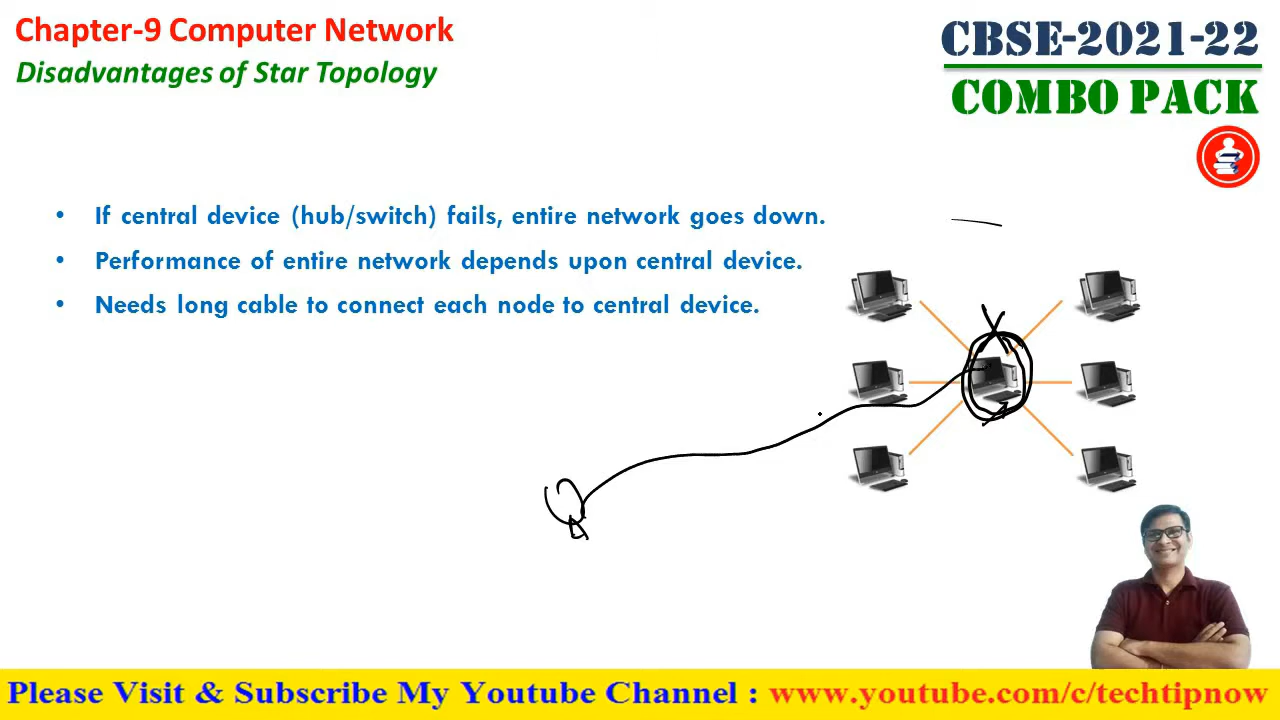 Chapter-9 Computer Network
Disadvantages of Star Topology
CBSE-2021-22
COMBO PACK
• If central device (hub/switch) fails, entire network goes down.
• Performance of entire network depends upon central device.
• Needs long cable to connect each node to central device.
Please Visit & Subscribe My Youtube Channel : www.youtube.com/c/techtipnow